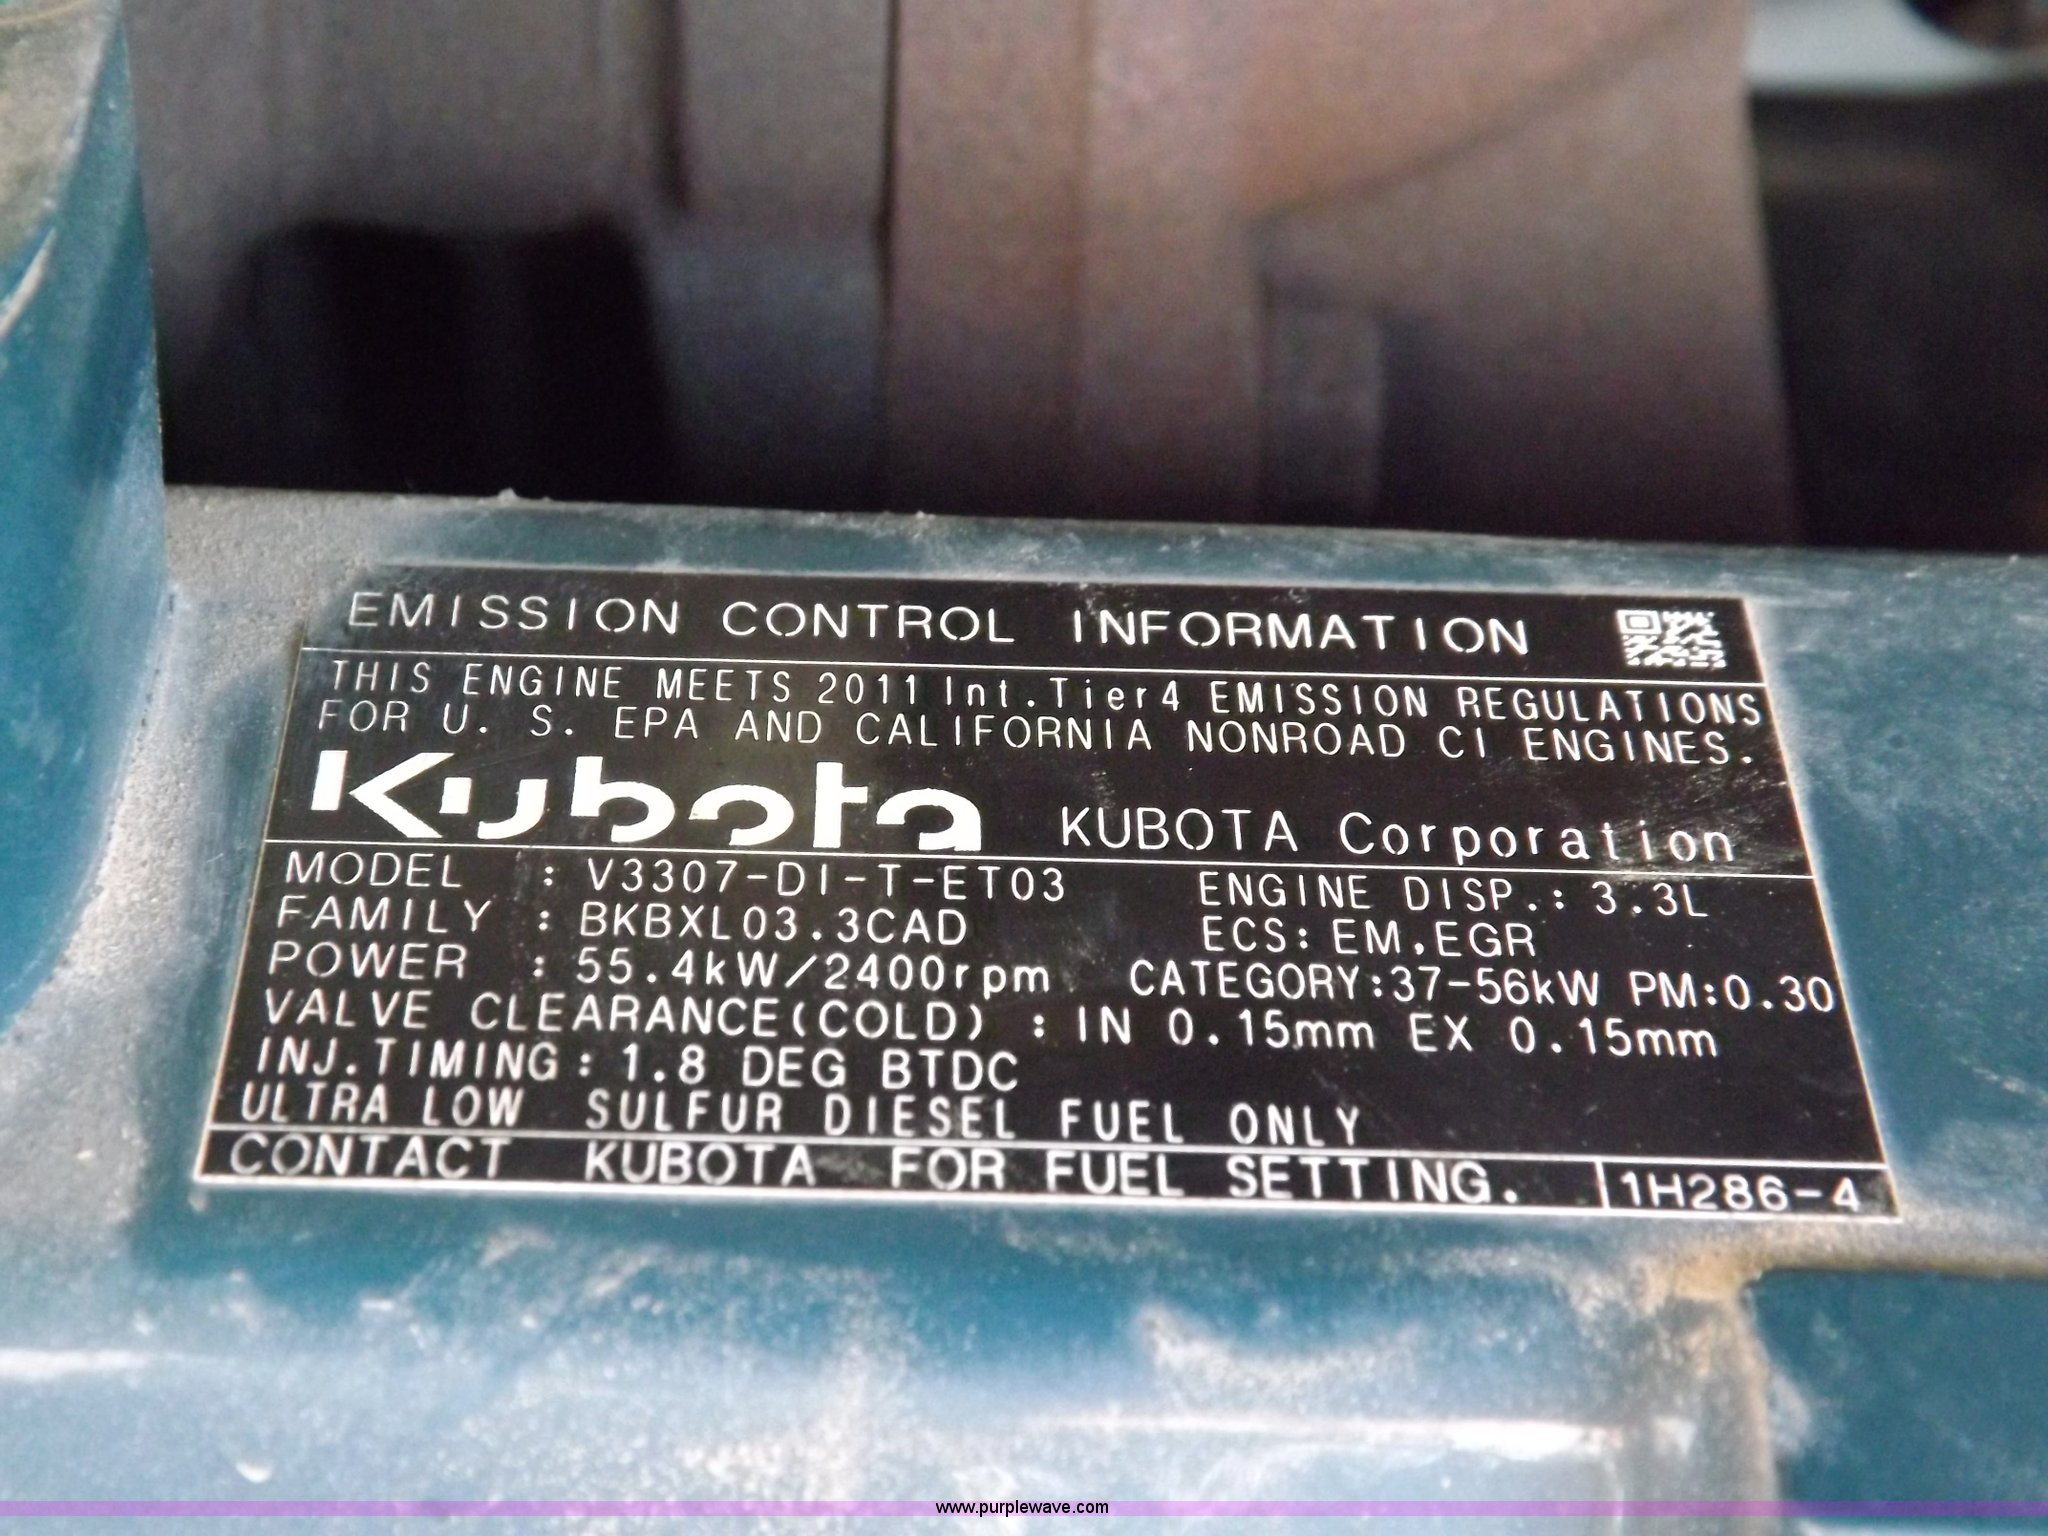 EMISSION CONTROL INFORMATION
THIS ENGINE MEETS 2011 Int.Tier4 EMISSION REGULATIONS
FOR U. S. EPA AND CALIFORNIA NONROAD CI ENGINES.
Kubota KUBOTA Corporation
MODEL : V3307-DI-T-ET03 ENGINE DISP.: 3.3L
FAMILY : BKBXL03.3CAD ECS: EM,EGR
POWER : 55.4kW/2400rpm CATEGORY:37-56kW PM:0.30
VALVE CLEARANCE(COLD) : IN 0.15mm EX 0.15mm
INJ.TIMING: 1.8 DEG BTDC
ULTRA LOW SULFUR DIESEL FUEL ONLY
CONTACT KUBOTA FOR FUEL SETTING. 1H286-4
www.purplewave.com